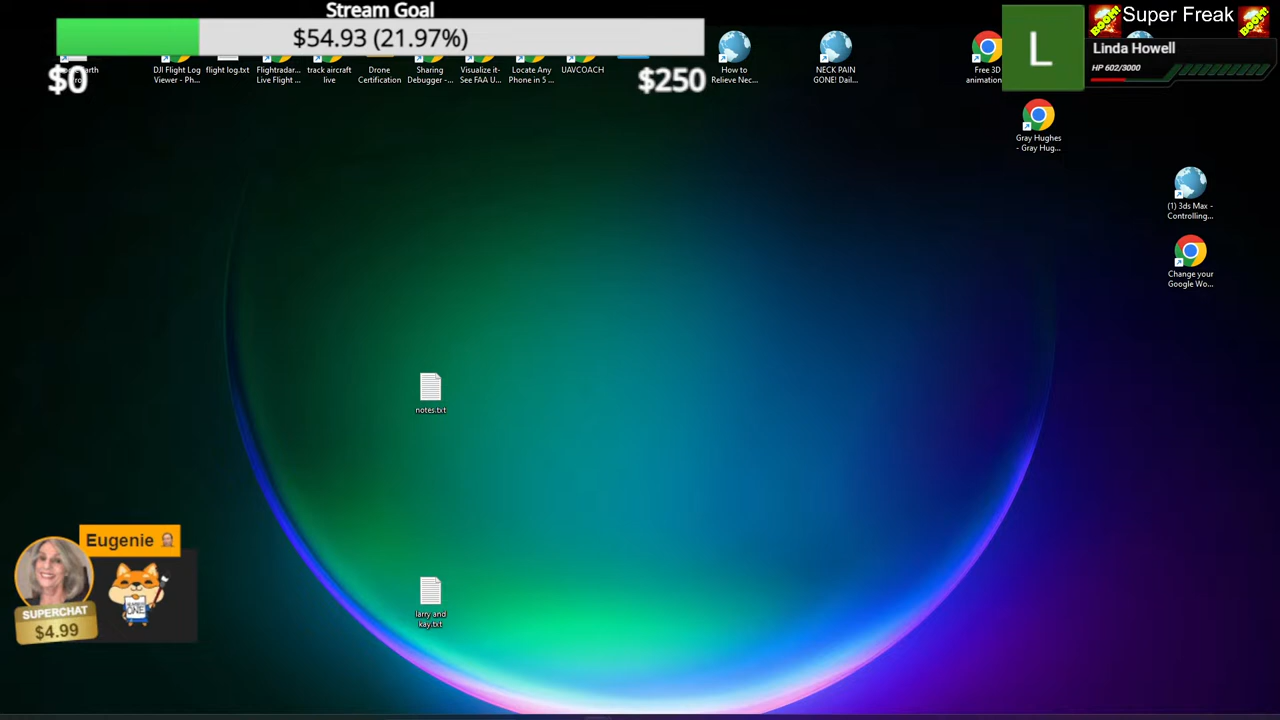 Stream Goal
$54.93 (21.97%)
$0
$250
Super Freak
Linda Howell
HP 602/3000
L
DJI Flight Log
Viewer - Ph...
flight log.txt
Flightradar...
Live Flight ...
track aircraft
live
Drone
Certification
Sharing
Debugger -...
Visualize it-
See FAA U...
Locate Any
Phone in 5 ...
UAVCOACH
How to
Relieve Nec...
NECK PAIN
GONE! Dail...
Free 3D
animation
Gray Hughes
- Gray Hug...
(1) 3ds Max -
Controlling...
Change your
Google Wo...
notes.txt
larry and
kay.txt
Eugenie
SUPERCHAT
$4.99
ONE